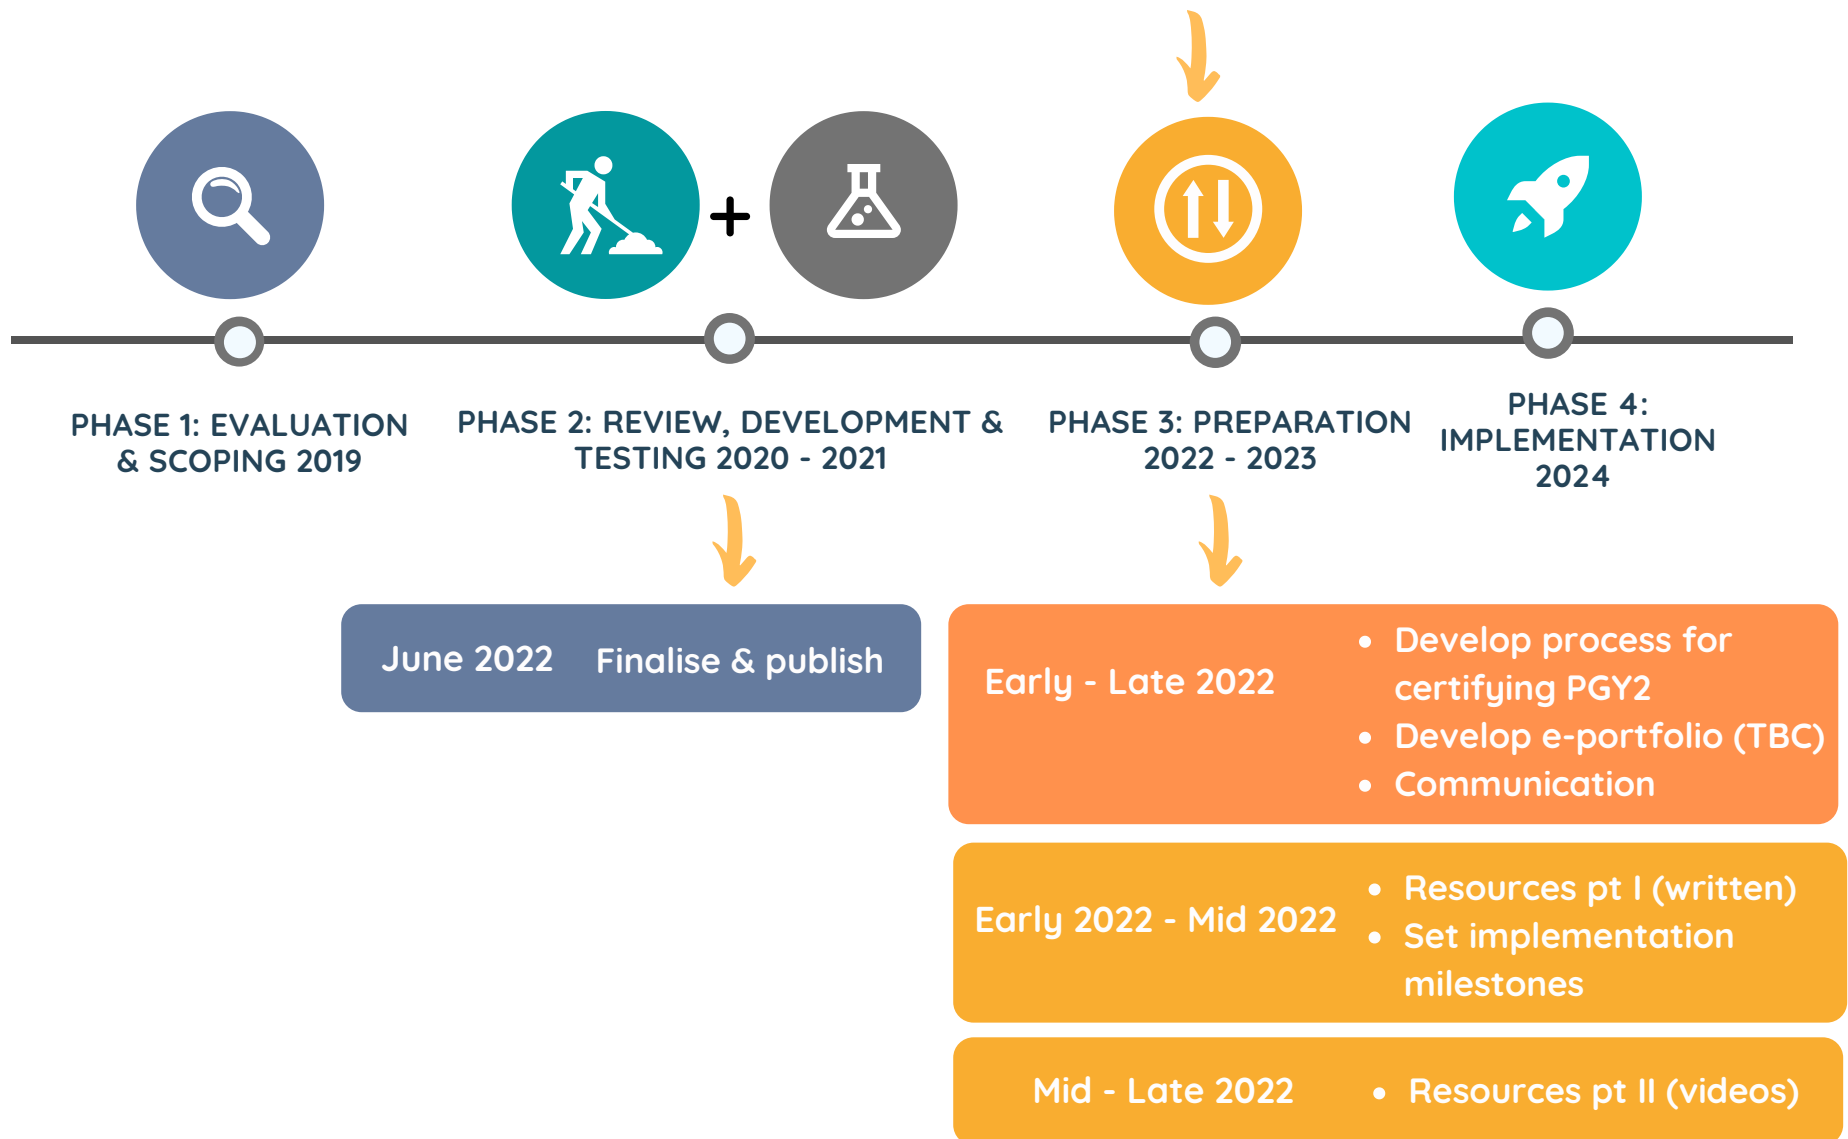 PHASE 1: EVALUATION
& SCOPING 2019
PHASE 2: REVIEW, DEVELOPMENT &
TESTING 2020 - 2021
PHASE 3: PREPARATION
2022 - 2023
PHASE 4:
IMPLEMENTATION
2024
June 2022
Finalise & publish
Early - Late 2022
• Develop process for
certifying PGY2
• Develop e-portfolio (TBC)
• Communication
Early 2022 - Mid 2022
• Resources pt I (written)
• Set implementation
milestones
Mid - Late 2022
• Resources pt II (videos)